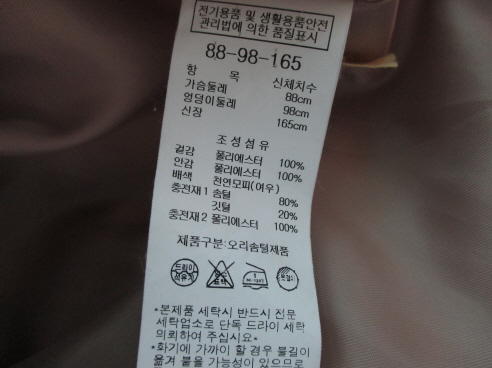 전기용품 및 생활용품안전
관리법에 의한 품질표시
88-98-165
항 목 신체치수
가슴둘레 88cm
엉덩이둘레 98cm
신장 165cm
조성섬유
겉감 폴리에스터 100%
안감 폴리에스터 100%
배색 천연모피(여우)
충전재1 솜털 80%
깃털 20%
충전재2 폴리에스터 100%
제품구분:오리솜털제품
드라이
*본제품 세탁시 반드시 전문
세탁업소로 단독 드라이 세탁
의뢰하여 주십시요*
*화기에 가까이 할 경우 불길이
옮겨 붙을 가능성이 있으므로